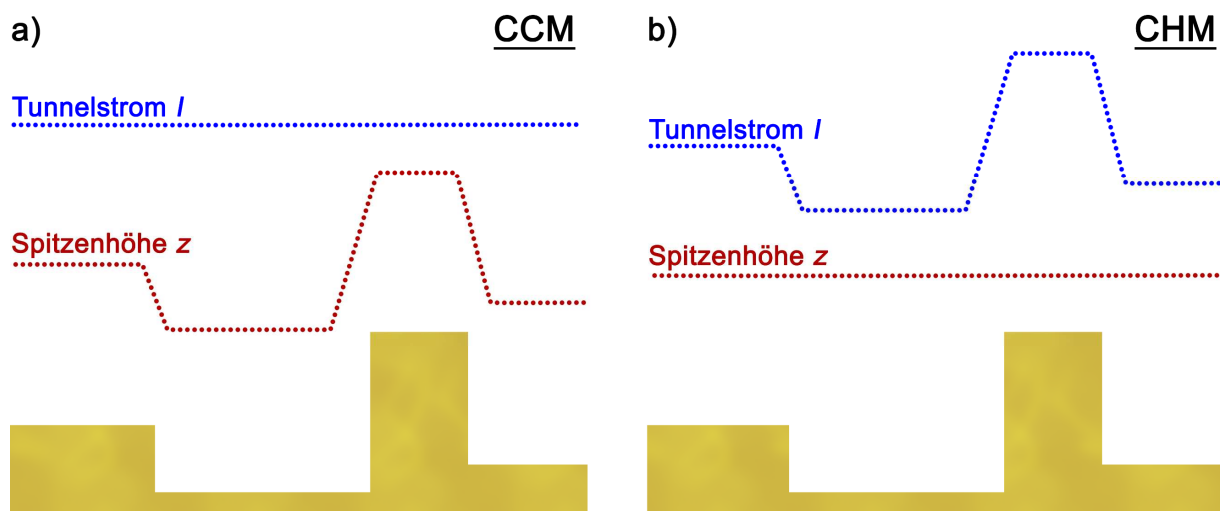 a)
CCM
Tunnelstrom I
Spitzenhöhe z
b)
CHM
Tunnelstrom I
Spitzenhöhe z